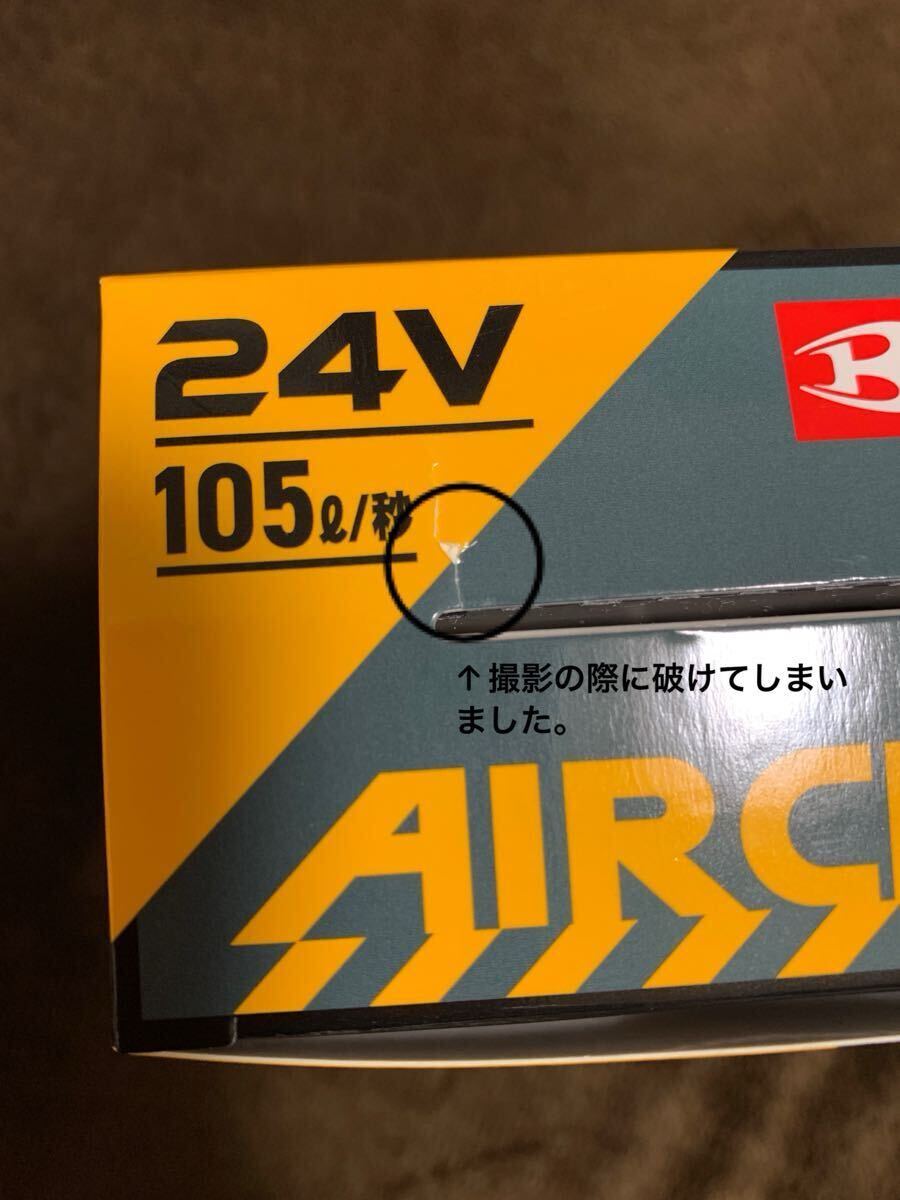 24V
105ℓ/秒
B
↑撮影の際に破けてしまい
ました。
AIRC